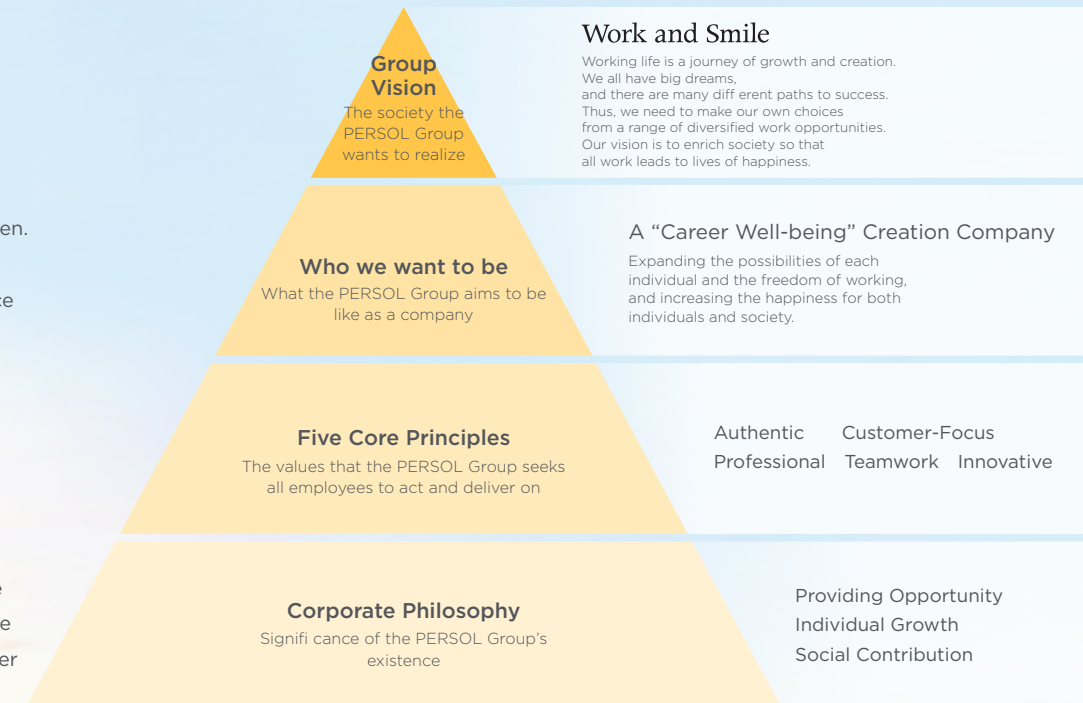 Group
Vision
The society the
PERSOL Group
wants to realize
Work and Smile
Working life is a journey of growth and creation.
We all have big dreams,
and there are many diff erent paths to success.
Thus, we need to make our own choices
from a range of diversified work opportunities.
Our vision is to enrich society so that
all work leads to lives of happiness.
Who we want to be
What the PERSOL Group aims to be
like as a company
A “Career Well-being” Creation Company
Expanding the possibilities of each
individual and the freedom of working,
and increasing the happiness for both
individuals and society.
Five Core Principles
The values that the PERSOL Group seeks
all employees to act and deliver on
Authentic Customer-Focus
Professional Teamwork Innovative
Corporate Philosophy
Signifi cance of the PERSOL Group’s
existence
Providing Opportunity
Individual Growth
Social Contribution